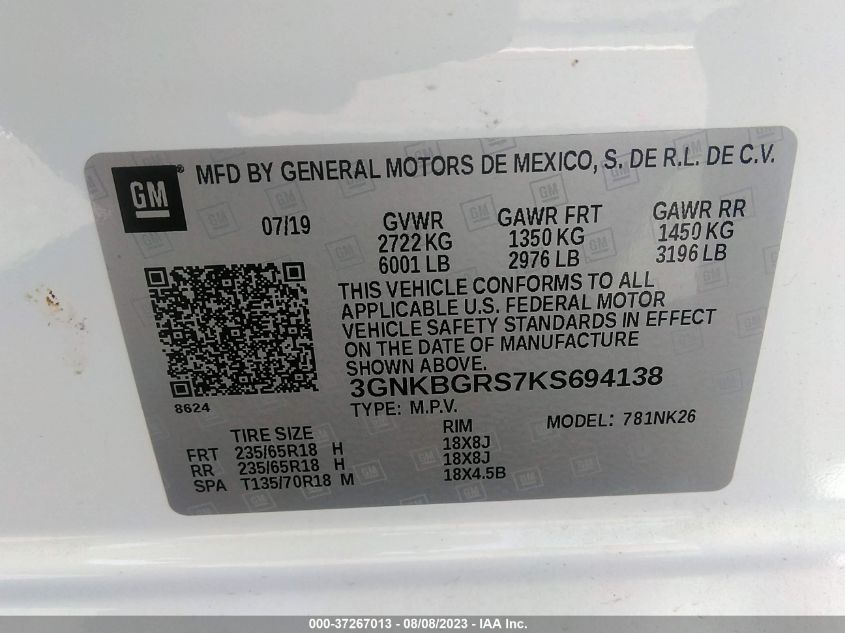 GM® MFD BY GENERAL MOTORS DE MEXICO, S. DE R.L. DE C.V.
07/19 GVWR GAWR FRT GAWR RR
2722 KG 1350 KG 1450 KG
6001 LB 2976 LB 3196 LB
THIS VEHICLE CONFORMS TO ALL
APPLICABLE U.S. FEDERAL MOTOR
VEHICLE SAFETY STANDARDS IN EFFECT
ON THE DATE OF MANUFACTURE
SHOWN ABOVE.
3GNKBGRS7KS694138
8624 TYPE: M.P.V. MODEL: 781NK26
TIRE SIZE RIM
FRT 235/65R18 H 18X8J
RR 235/65R18 H 18X8J
SPA T135/70R18 M 18X4.5B
000-37267013 - 08/08/2023 - IAA Inc.